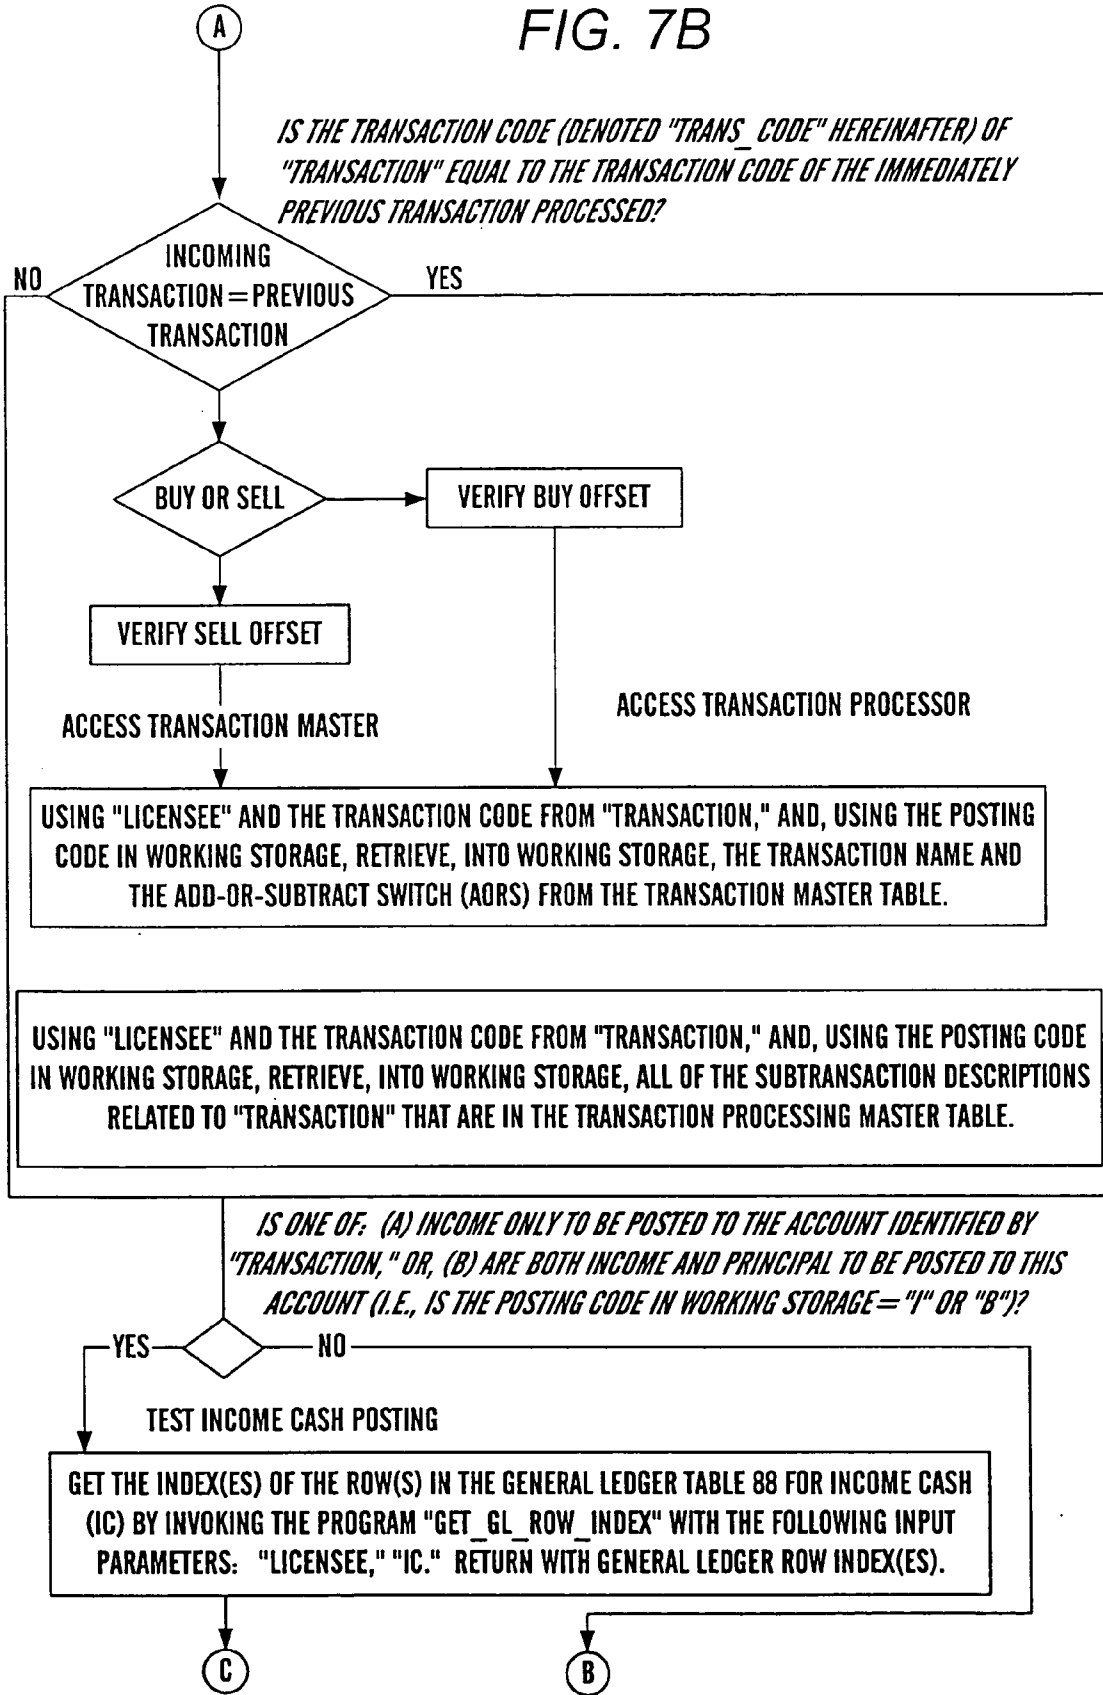 A
FIG. 7B
IS THE TRANSACTION CODE (DENOTED "TRANS_CODE" HEREINAFTER) OF
"TRANSACTION" EQUAL TO THE TRANSACTION CODE OF THE IMMEDIATELY
PREVIOUS TRANSACTION PROCESSED?
INCOMING
TRANSACTION=PREVIOUS
TRANSACTION
NO
YES
BUY OR SELL
VERIFY BUY OFFSET
VERIFY SELL OFFSET
ACCESS TRANSACTION MASTER
ACCESS TRANSACTION PROCESSOR
USING "LICENSEE" AND THE TRANSACTION CODE FROM "TRANSACTION," AND, USING THE POSTING
CODE IN WORKING STORAGE, RETRIEVE, INTO WORKING STORAGE, THE TRANSACTION NAME AND
THE ADD-OR-SUBTRACT SWITCH (AORS) FROM THE TRANSACTION MASTER TABLE.
USING "LICENSEE" AND THE TRANSACTION CODE FROM "TRANSACTION," AND, USING THE POSTING CODE
IN WORKING STORAGE, RETRIEVE, INTO WORKING STORAGE, ALL OF THE SUBTRANSACTION DESCRIPTIONS
RELATED TO "TRANSACTION" THAT ARE IN THE TRANSACTION PROCESSING MASTER TABLE.
IS ONE OF: (A) INCOME ONLY TO BE POSTED TO THE ACCOUNT IDENTIFIED BY
"TRANSACTION," OR, (B) ARE BOTH INCOME AND PRINCIPAL TO BE POSTED TO THIS
ACCOUNT (I.E., IS THE POSTING CODE IN WORKING STORAGE= "I" OR "B")?
YES
NO
TEST INCOME CASH POSTING
GET THE INDEX(ES) OF THE ROW(S) IN THE GENERAL LEDGER TABLE 88 FOR INCOME CASH
(IC) BY INVOKING THE PROGRAM "GET_GL_ROW_INDEX" WITH THE FOLLOWING INPUT
PARAMETERS: "LICENSEE," "IC." RETURN WITH GENERAL LEDGER ROW INDEX(ES).
C
B